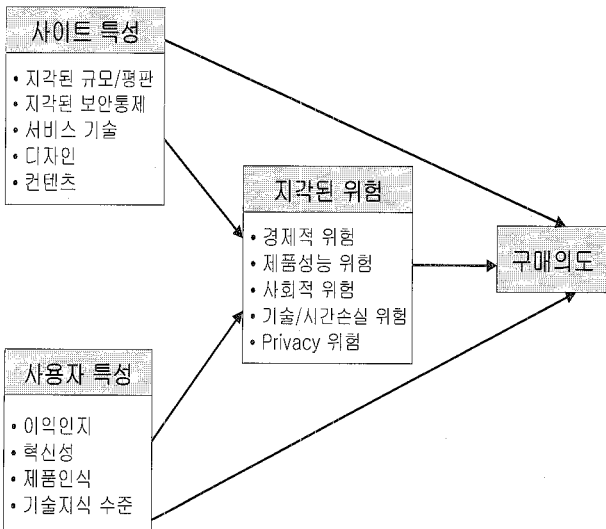 사이트 특성
• 지각된 규모/평판
• 지각된 보안통제
• 서비스 기술
• 디자인
• 컨텐츠
지각된 위험
• 경제적 위험
• 제품성능 위험
• 사회적 위험
• 기술/시간손실 위험
• Privacy 위험
구매의도
사용자 특성
• 이익인지
• 혁신성
• 제품인식
• 기술지식 수준